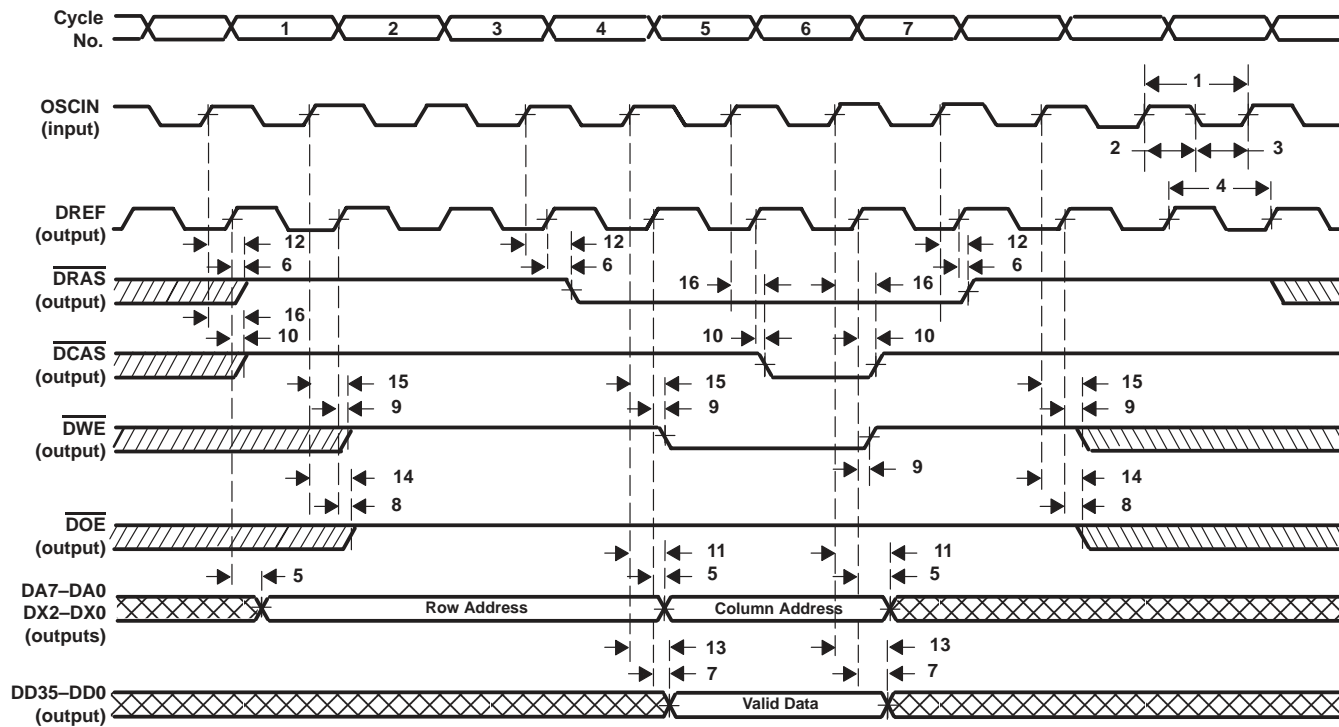 Cycle No.
1 2 3 4 5 6 7
OSCIN (input)
1
2 3
DREF (output)
4
12 12 12
6 6 6
DRAS (output)
16 16
16
10 10 10
DCAS (output)
15 15 15
9 9 9
DWE (output)
9
14 14
8 8
DOE (output)
11 11
5 5 5
DA7–DA0
DX2–DX0
(outputs)
Row Address Column Address
13 13
7 7
DD35–DD0 (output)
Valid Data